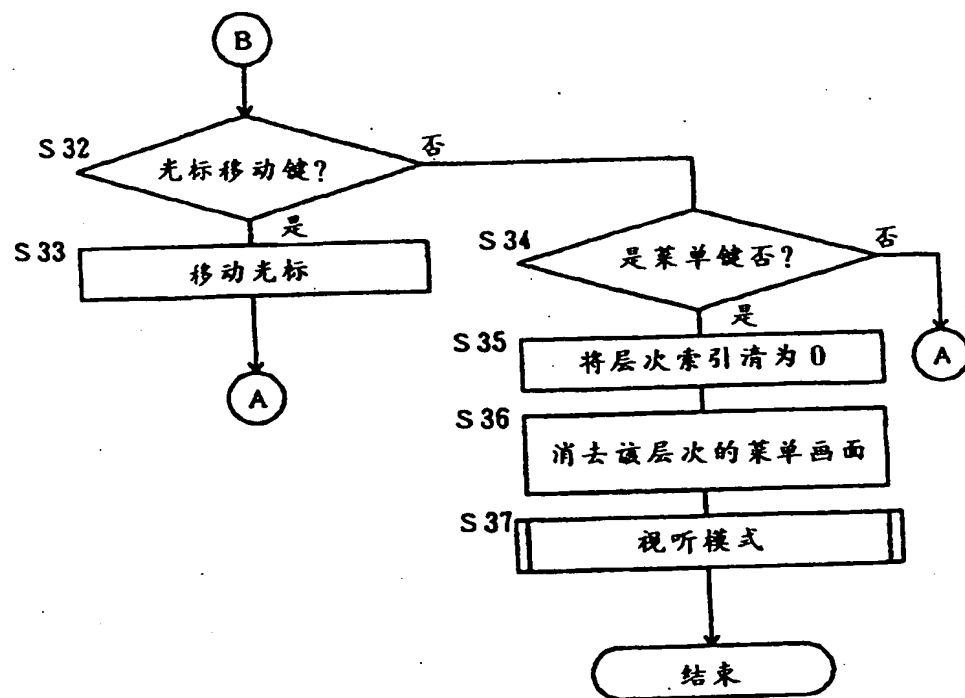 B
S32
光标移动键?
否
是
S33
移动光标
A
S34
是菜单键否?
否
A
是
S35
将层次索引清为0
S36
消去该层次的菜单画面
S37
视听模式
结束